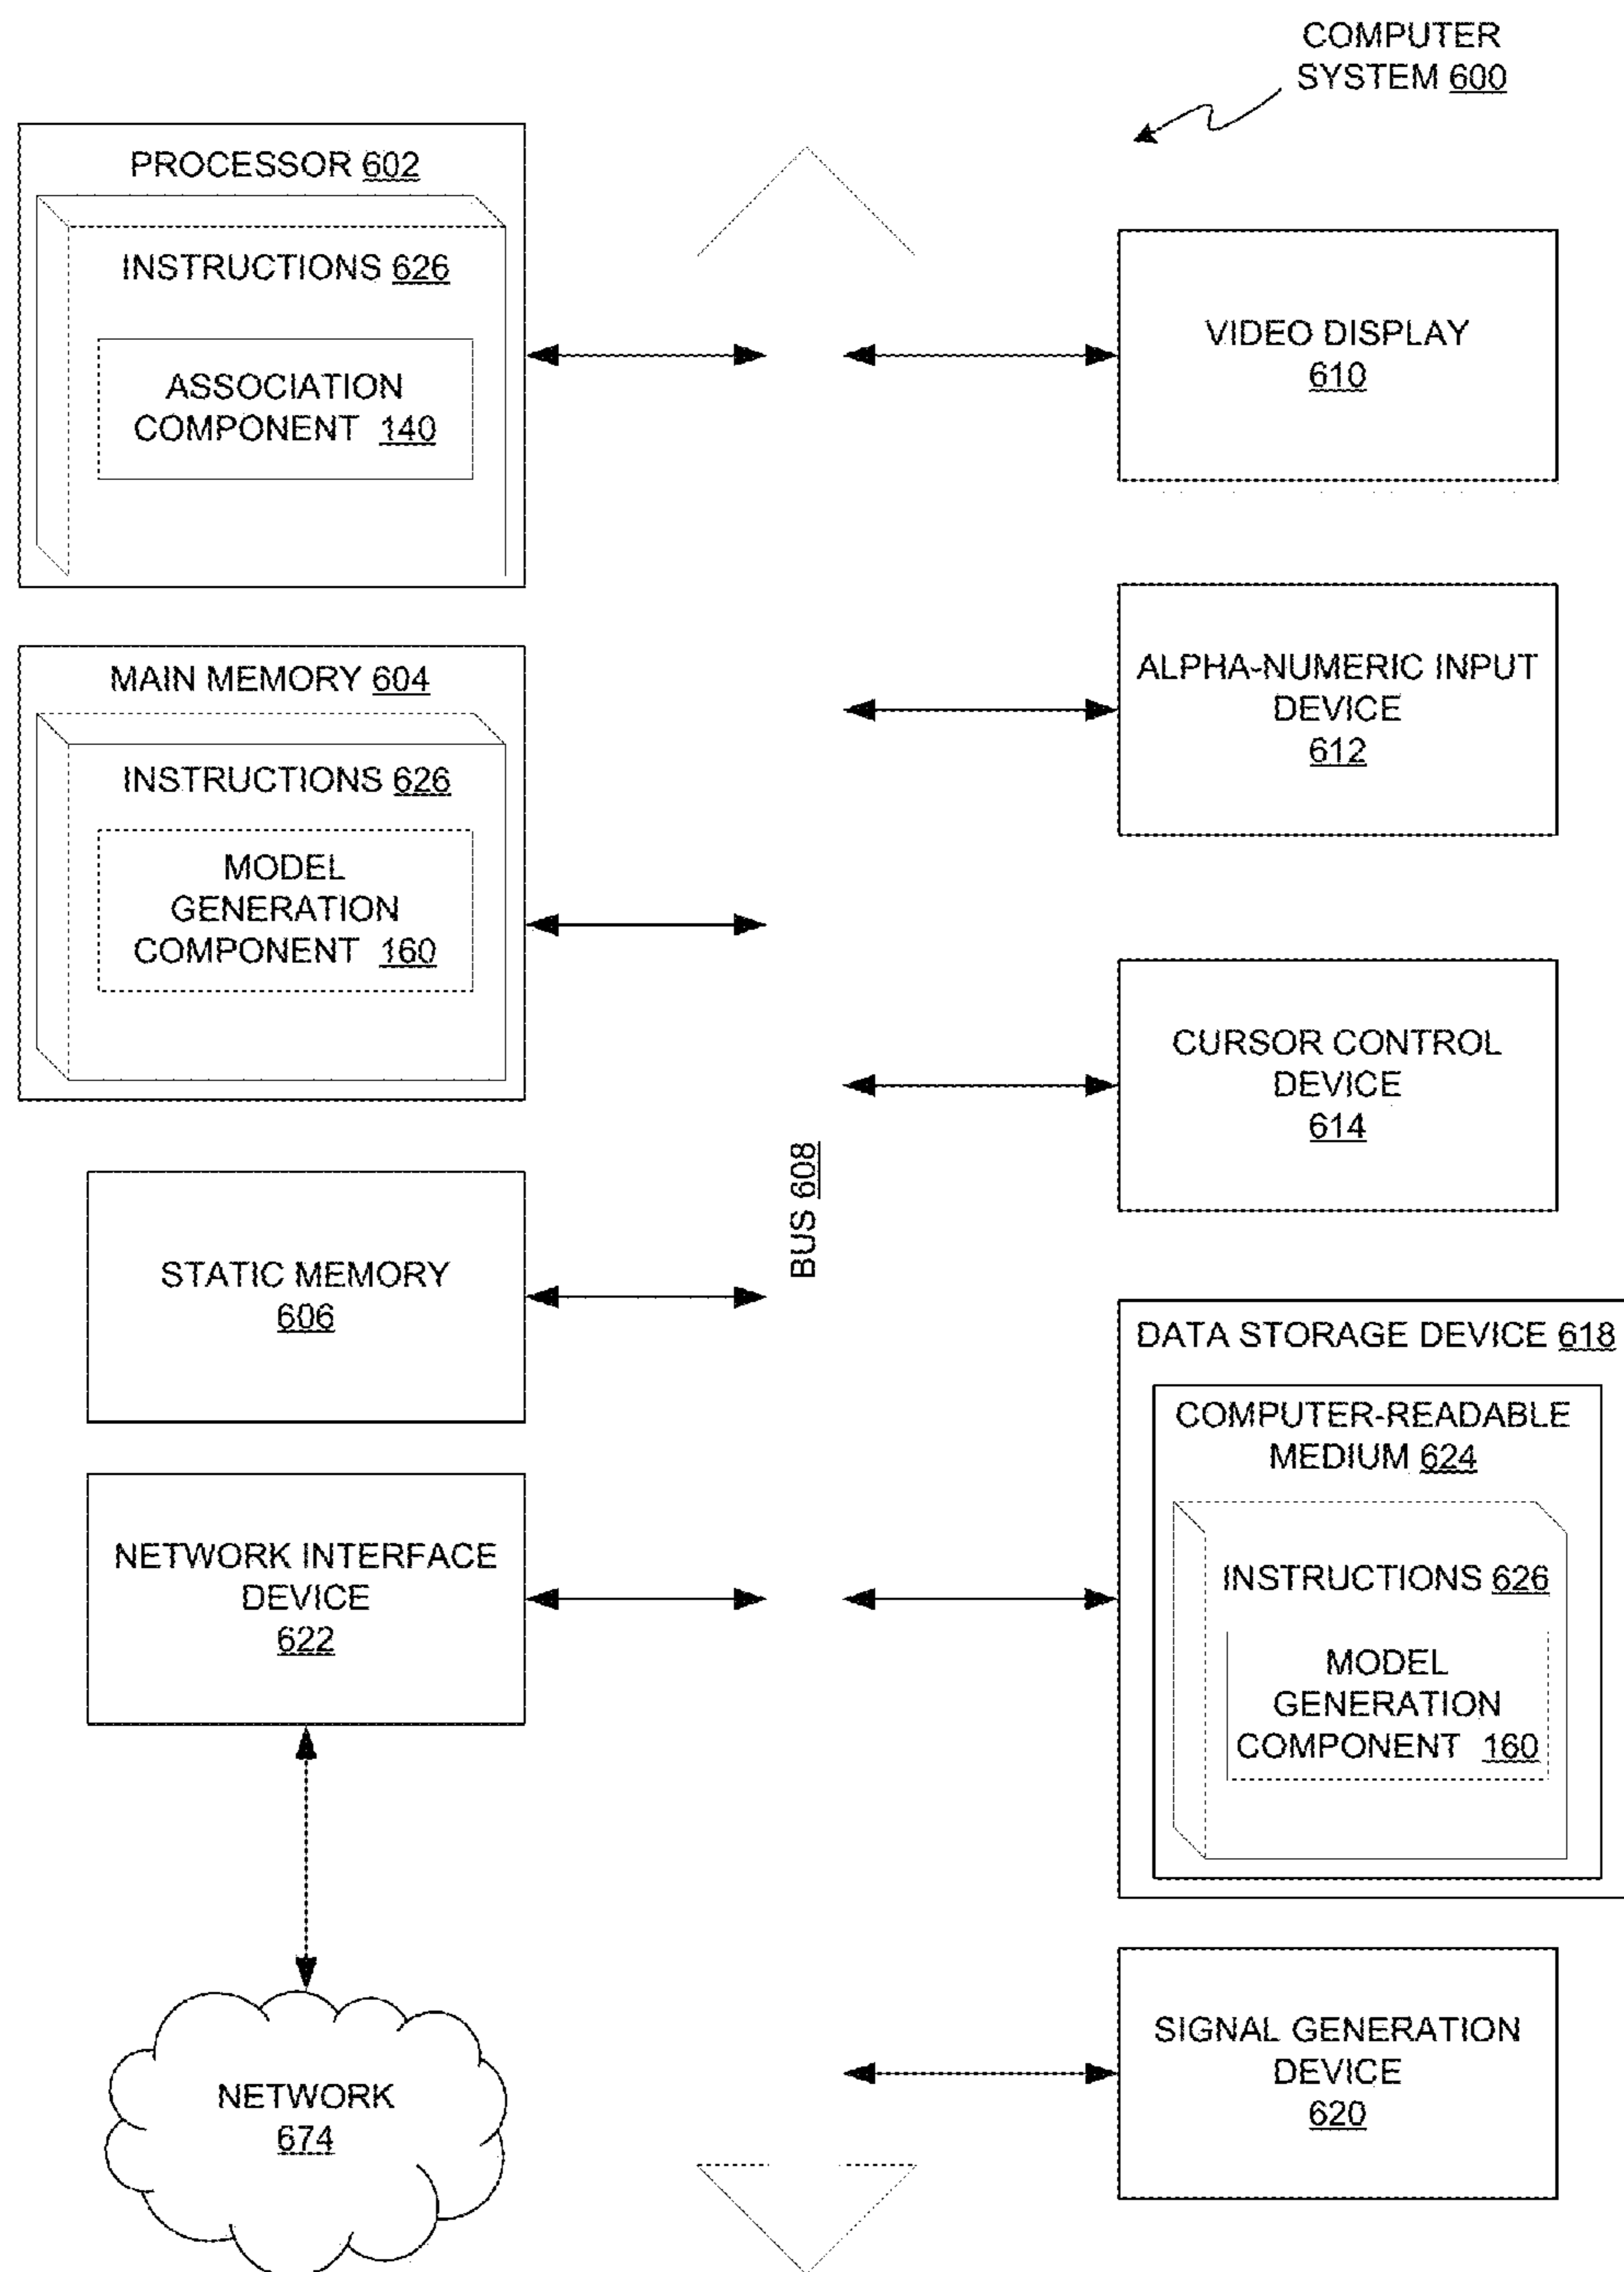 COMPUTER
SYSTEM 600
PROCESSOR 602
INSTRUCTIONS 626
ASSOCIATION
COMPONENT 140
MAIN MEMORY 604
INSTRUCTIONS 626
MODEL
GENERATION
COMPONENT 160
STATIC MEMORY
606
NETWORK INTERFACE
DEVICE
622
NETWORK
674
BUS 608
VIDEO DISPLAY
610
ALPHA-NUMERIC INPUT
DEVICE
612
CURSOR CONTROL
DEVICE
614
DATA STORAGE DEVICE 618
COMPUTER-READABLE
MEDIUM 624
INSTRUCTIONS 626
MODEL
GENERATION
COMPONENT 160
SIGNAL GENERATION
DEVICE
620